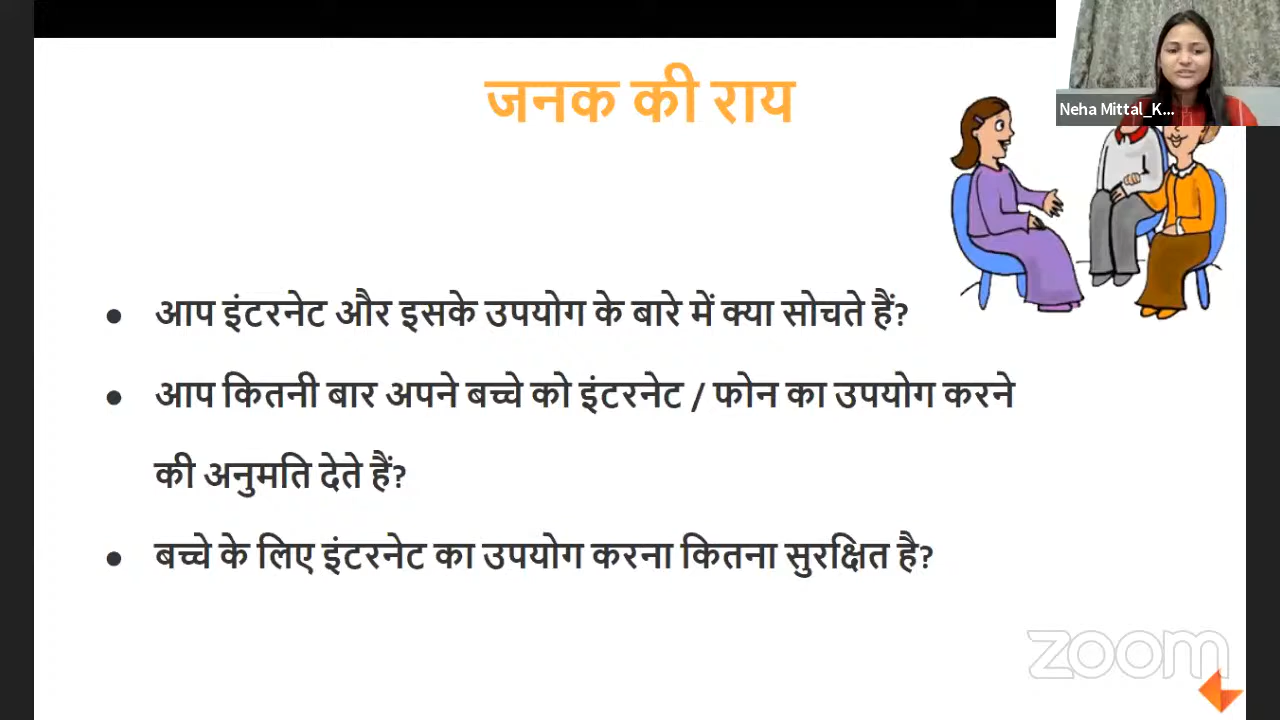 Neha Mittal_K...
जनक की राय
• आप इंटरनेट और इसके उपयोग के बारे में क्या सोचते हैं?
• आप कितनी बार अपने बच्चे को इंटरनेट / फोन का उपयोग करने
की अनुमति देते हैं?
• बच्चे के लिए इंटरनेट का उपयोग करना कितना सुरक्षित है?
zoom